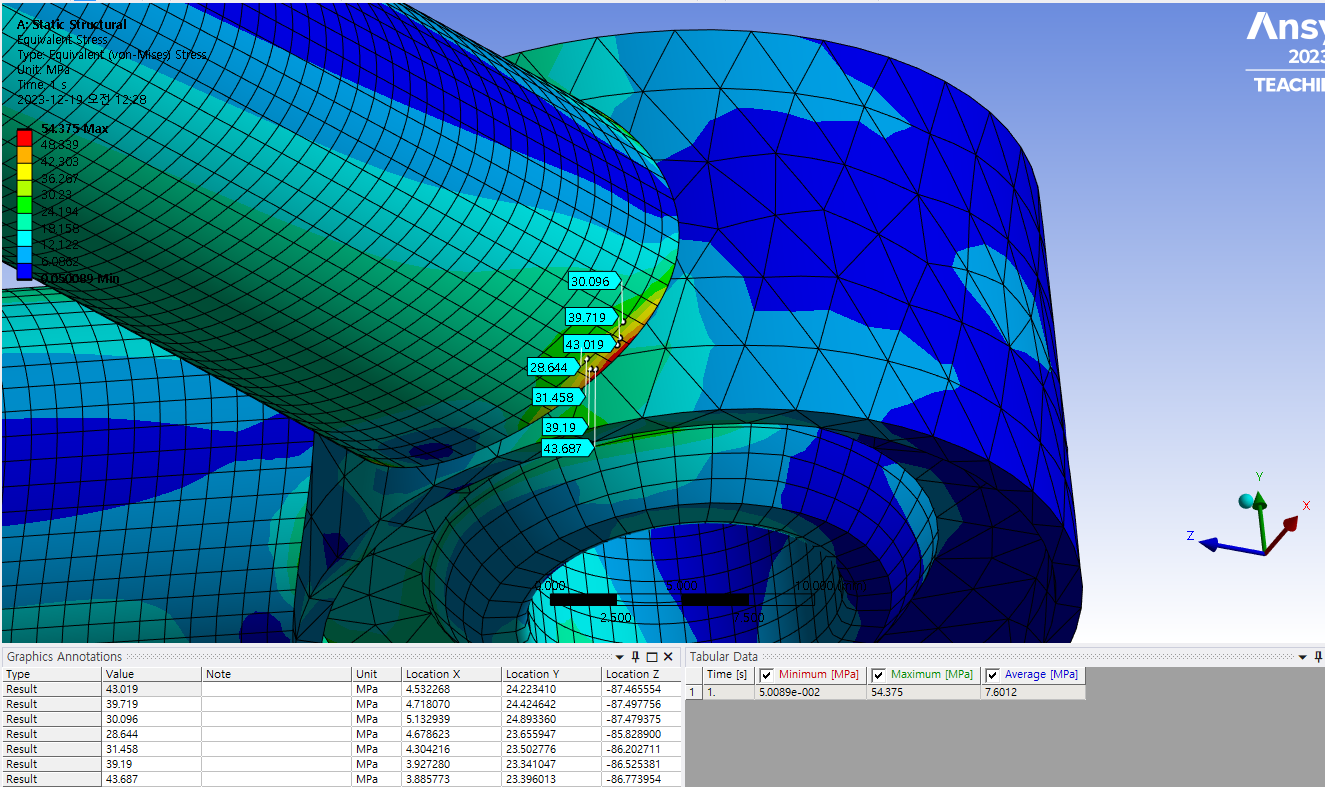 A: Static Structural
Equivalent Stress
Type: Equivalent (von-Mises) Stress
Unit: MPa
Time: 1 s
2023-12-19 오전 12:28
54.375 Max
48.339
42.303
36.267
30.23
24.194
18.158
12.122
6.0862
0.050089 Min
Ansy
2023
TEACHI
30.096
39.719
43.019
28.644
31.458
39.19
43.687
Y
X
Z
0.000 5.000 10.000
2.500 7.500
Graphics Annotations
Type Value Note Unit Location X Location Y Location Z
Result 43.019 MPa 4.532268 24.223410 -87.465554
Result 39.719 MPa 4.718070 24.424642 -87.497756
Result 30.096 MPa 5.132939 24.893360 -87.479375
Result 28.644 MPa 4.678623 23.655947 -85.828900
Result 31.458 MPa 4.304216 23.502776 -86.202711
Result 39.19 MPa 3.927280 23.341047 -86.525381
Result 43.687 MPa 3.885773 23.396013 -86.773954
Tabular Data
Time [s] Minimum [MPa] Maximum [MPa] Average [MPa]
1 1. 5.0089e-002 54.375 7.6012